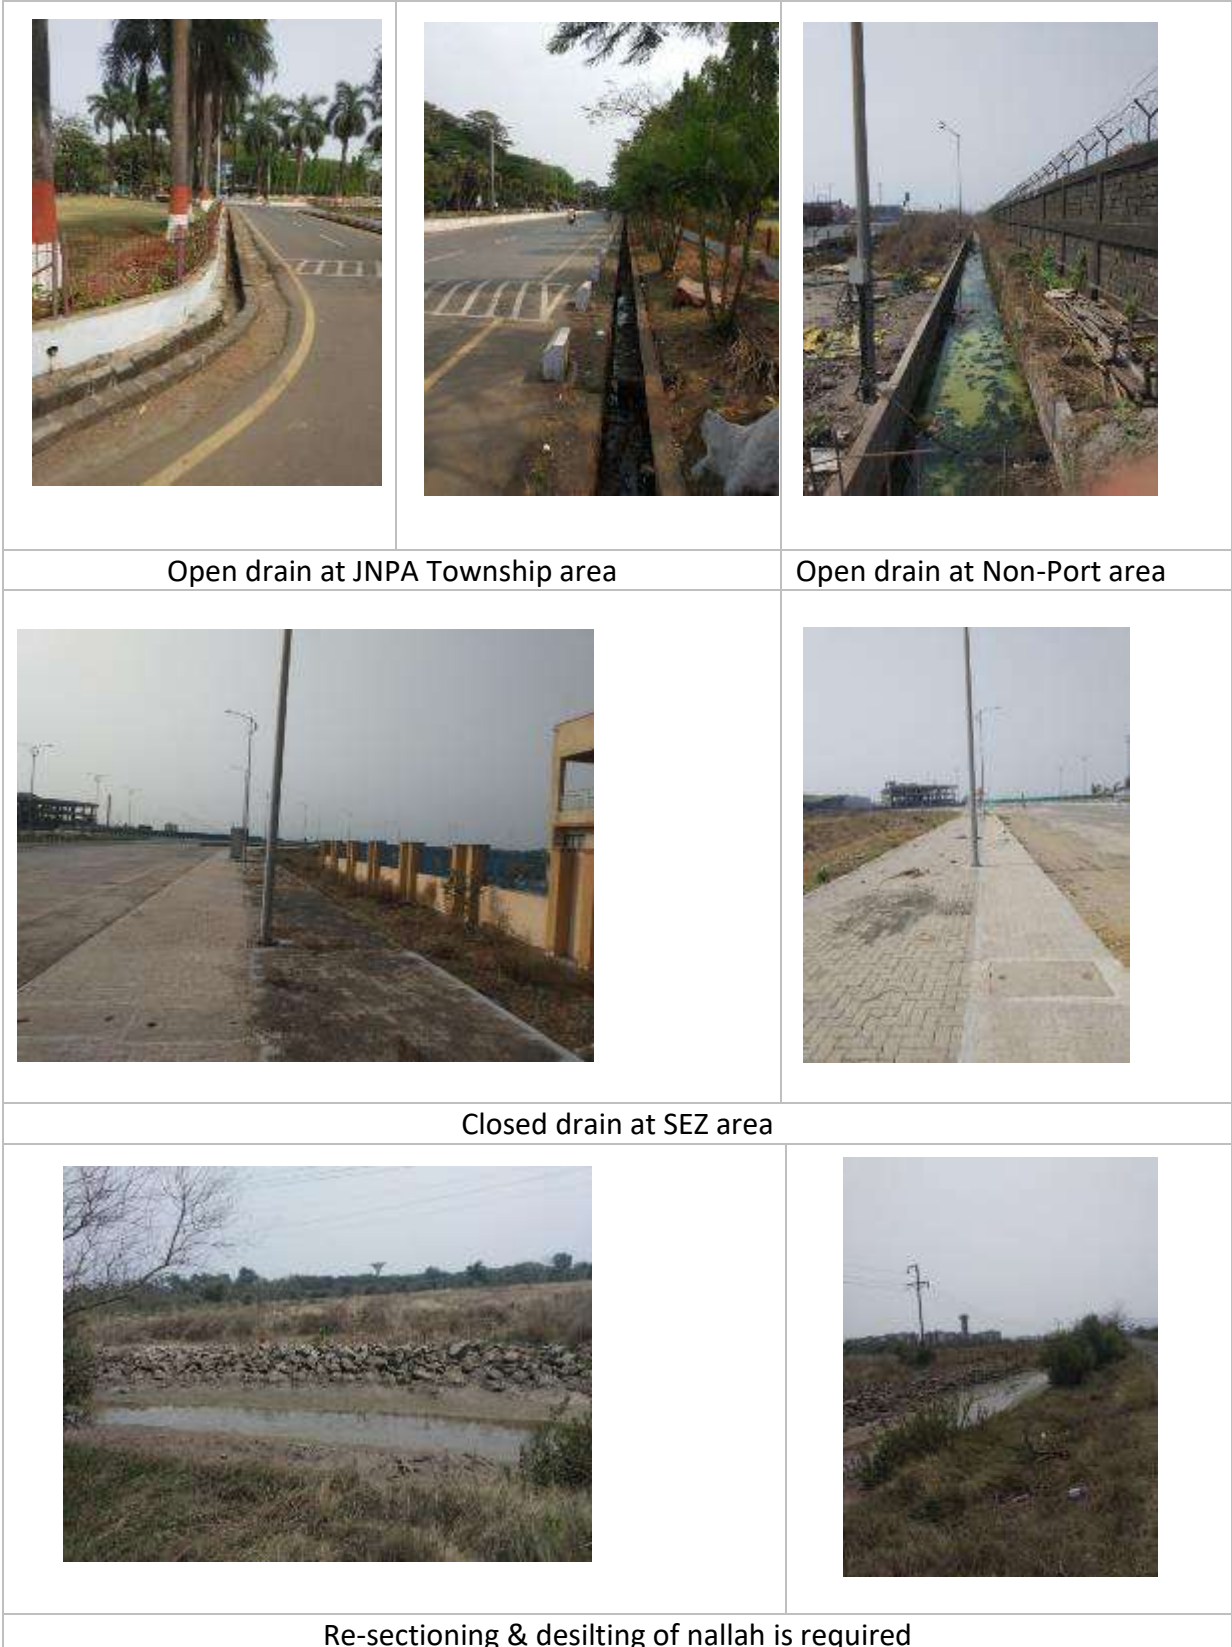 Open drain at JNPA Township area
Open drain at Non-Port area
Closed drain at SEZ area
Re-sectioning & desilting of nallah is required